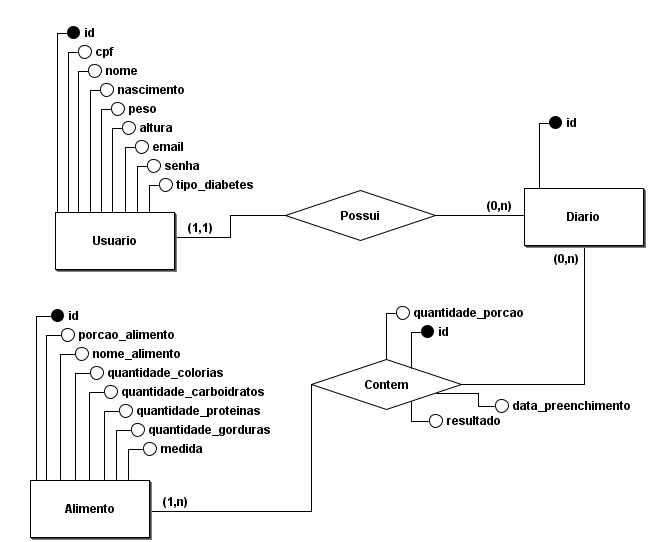 id
cpf
nome
nascimento
peso
altura
email
senha
tipo_diabetes
Usuario
(1,1)
Possui
(0,n)
id
Diario
(0,n)
id
porcao_alimento
nome_alimento
quantidade_colorias
quantidade_carboidratos
quantidade_proteinas
quantidade_gorduras
medida
Alimento
(1,n)
quantidade_porcao
id
Contem
data_preenchimento
resultado